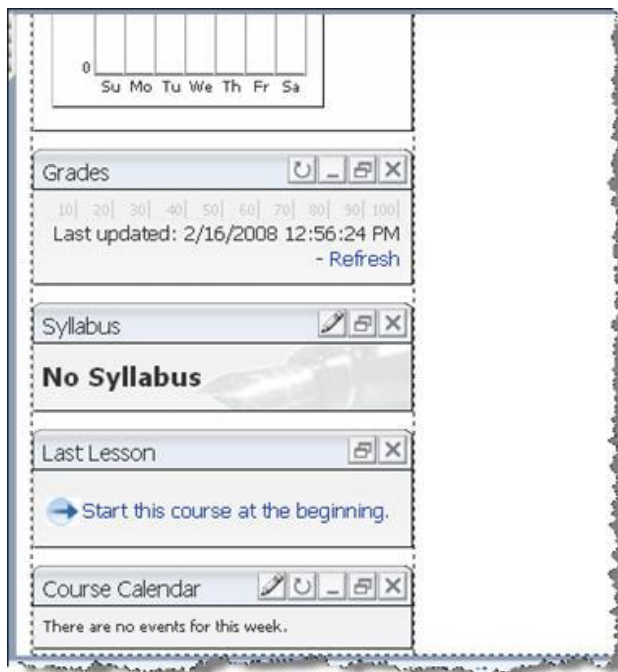 0
Su Mo Tu We Th Fr Sa
Grades
10| 20| 30| 40| 50| 60| 70| 80| 90| 100|
Last updated: 2/16/2008 12:56:24 PM
- Refresh
Syllabus
No Syllabus
Last Lesson
Start this course at the beginning.
Course Calendar
There are no events for this week.